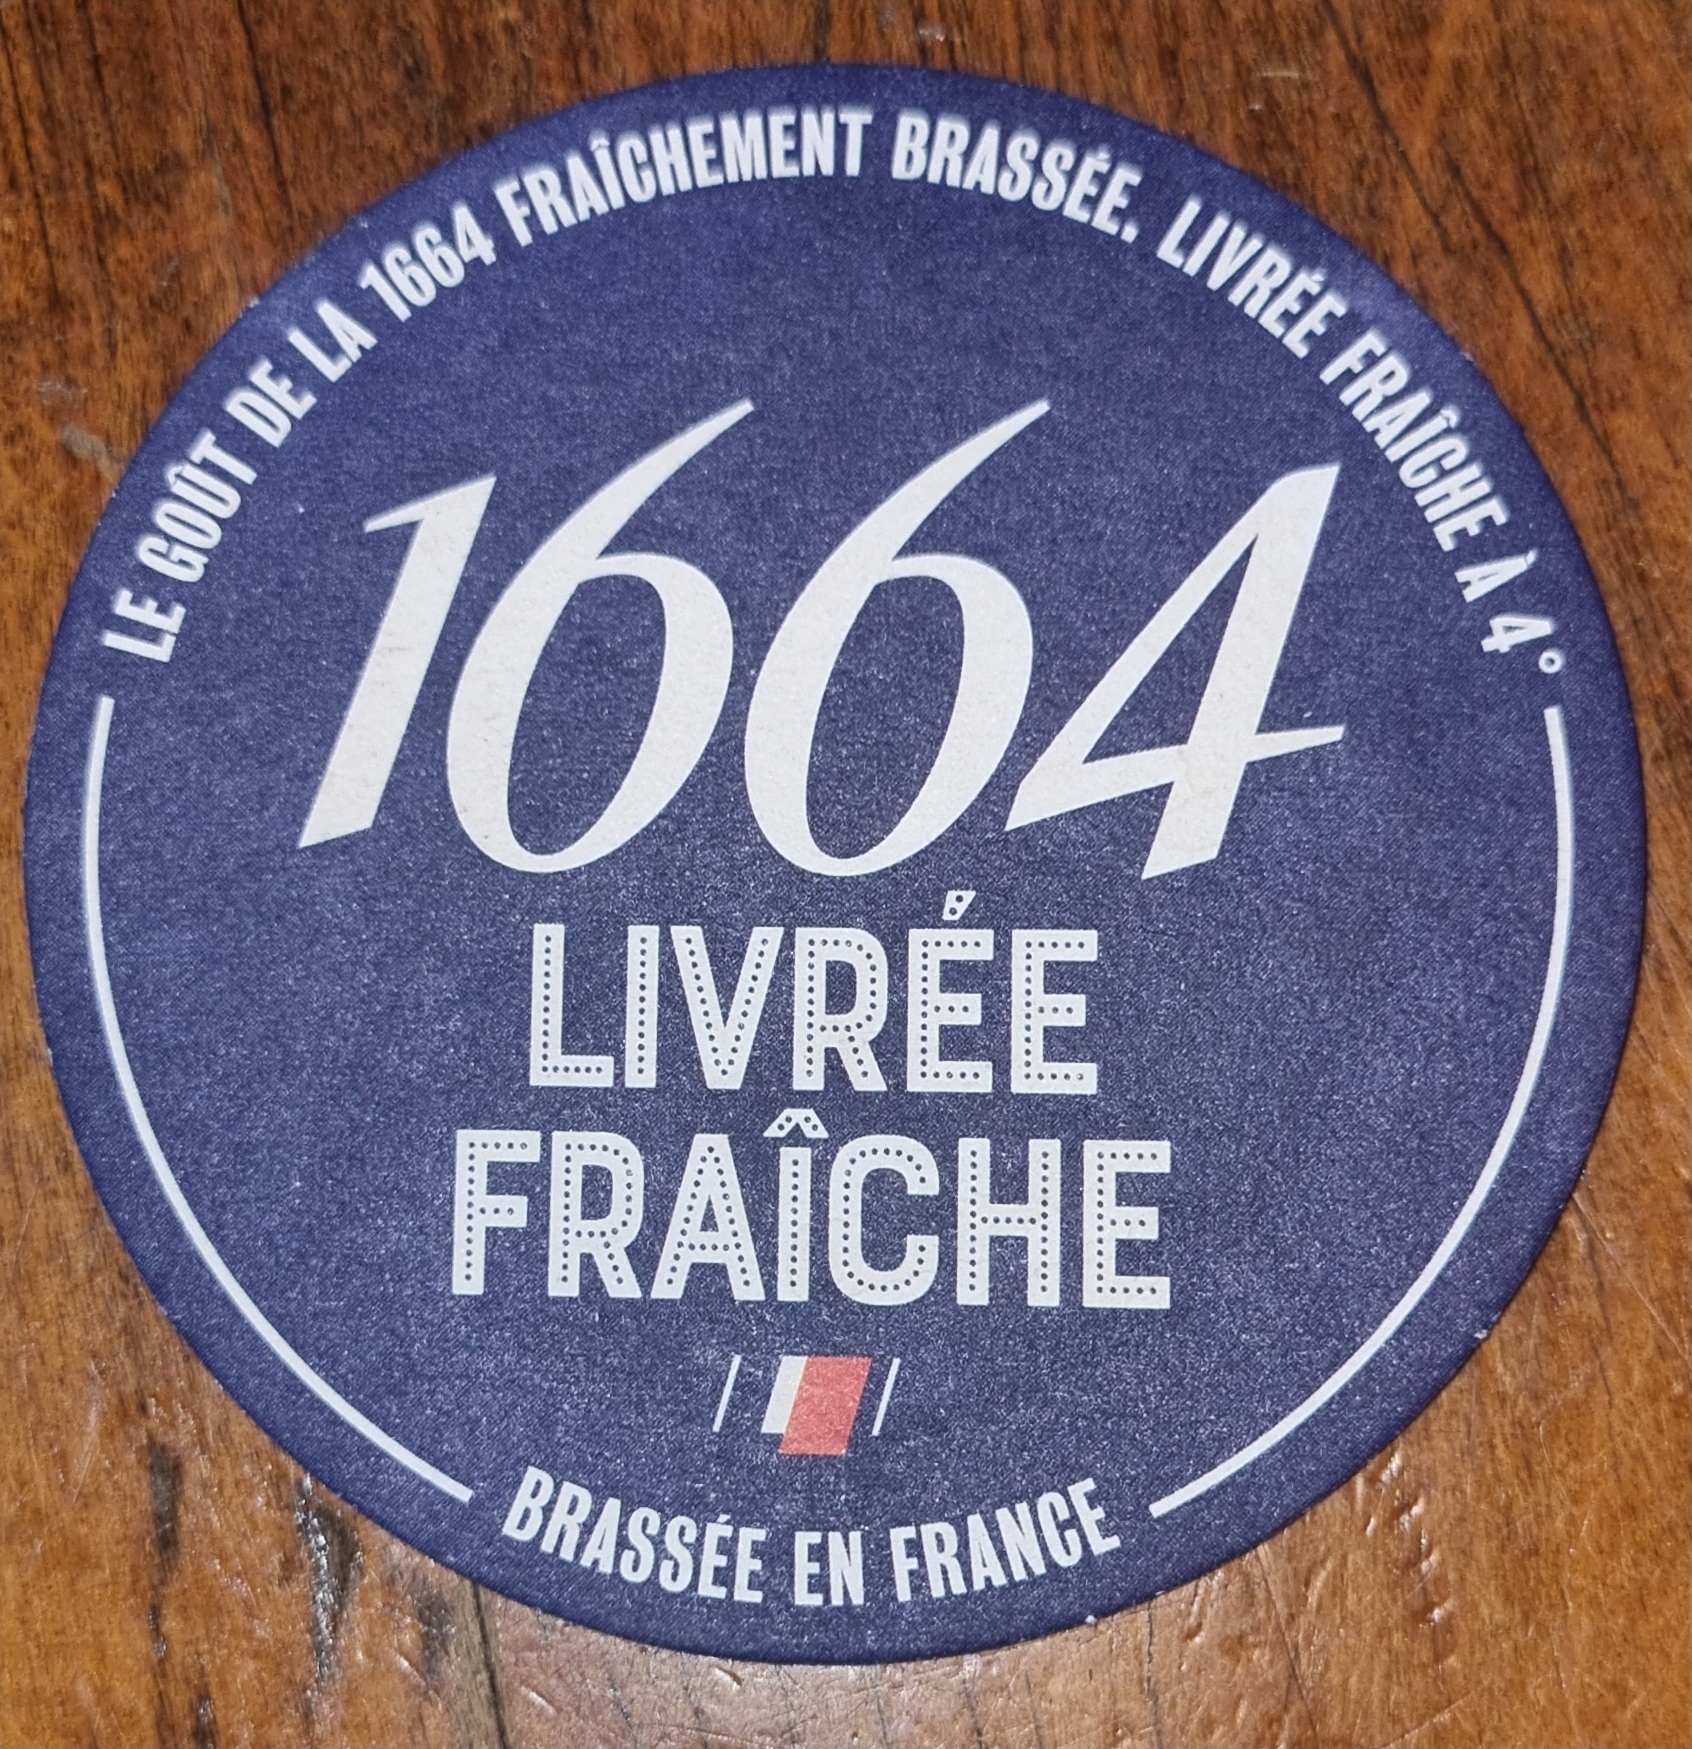 LE GOÛT DE LA 1664 FRAÎCHEMENT BRASSÉE. LIVRÉE FRAÎCHE À 4°
1664
LIVRÉE
FRAÎCHE
BRASSÉE EN FRANCE